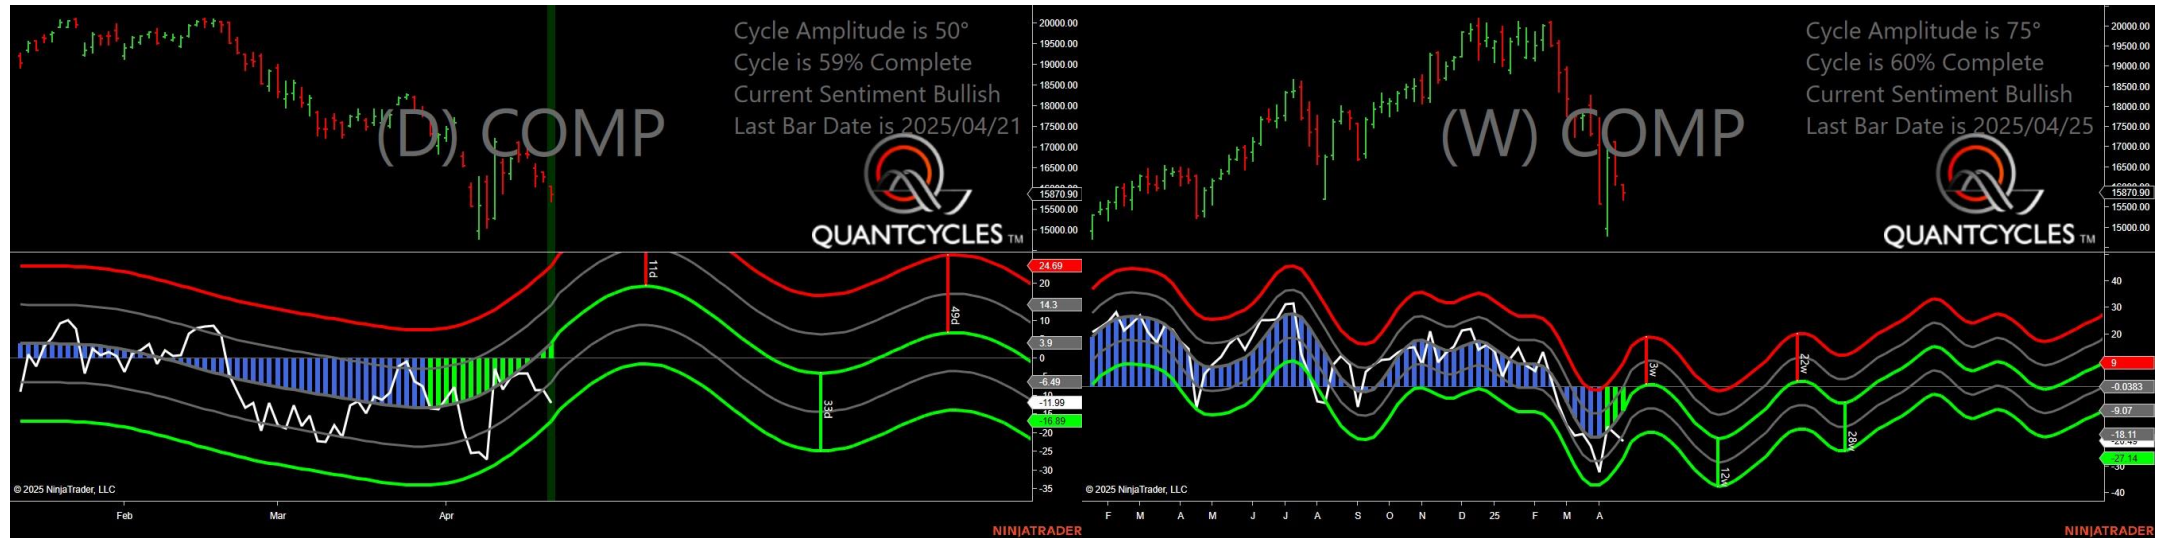 Cycle Amplitude is 50°
Cycle is 59% Complete
Current Sentiment Bullish
Last Bar Date is 2025/04/21
(D) COMP
QUANTCYCLES TM
20000.00
19500.00
19000.00
18500.00
18000.00
17500.00
17000.00
16500.00
15870.90
15500.00
15000.00
11d
33d
49d
24.69
20
14.3
10
3.9
0
-6.49
-11.99
-16.89
-20
-25
-30
-35
© 2025 NinjaTrader, LLC
Feb
Mar
Apr
NINJATRADER
Cycle Amplitude is 75°
Cycle is 60% Complete
Current Sentiment Bullish
Last Bar Date is 2025/04/25
(W) COMP
QUANTCYCLES TM
20000.00
19500.00
19000.00
18500.00
18000.00
17500.00
17000.00
16500.00
15870.90
15500.00
15000.00
3w
12w
22w
28w
40
30
20
9
-0.0383
-9.07
-18.11
-27.14
-30
-40
© 2025 NinjaTrader, LLC
F M A M J J A S O N D 25 F M A
NINJATRADER